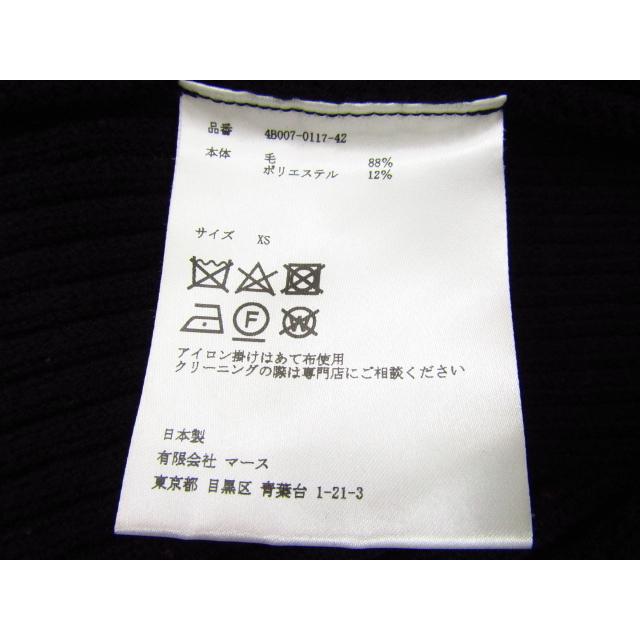 品番 4B007-0117-42
本体 毛 88%
ポリエステル 12%
サイズ XS
F
W
アイロン掛けはあて布使用
クリーニングの際は専門店にご相談ください
日本製
有限会社 マース
東京都 目黒区 青葉台 1-21-3